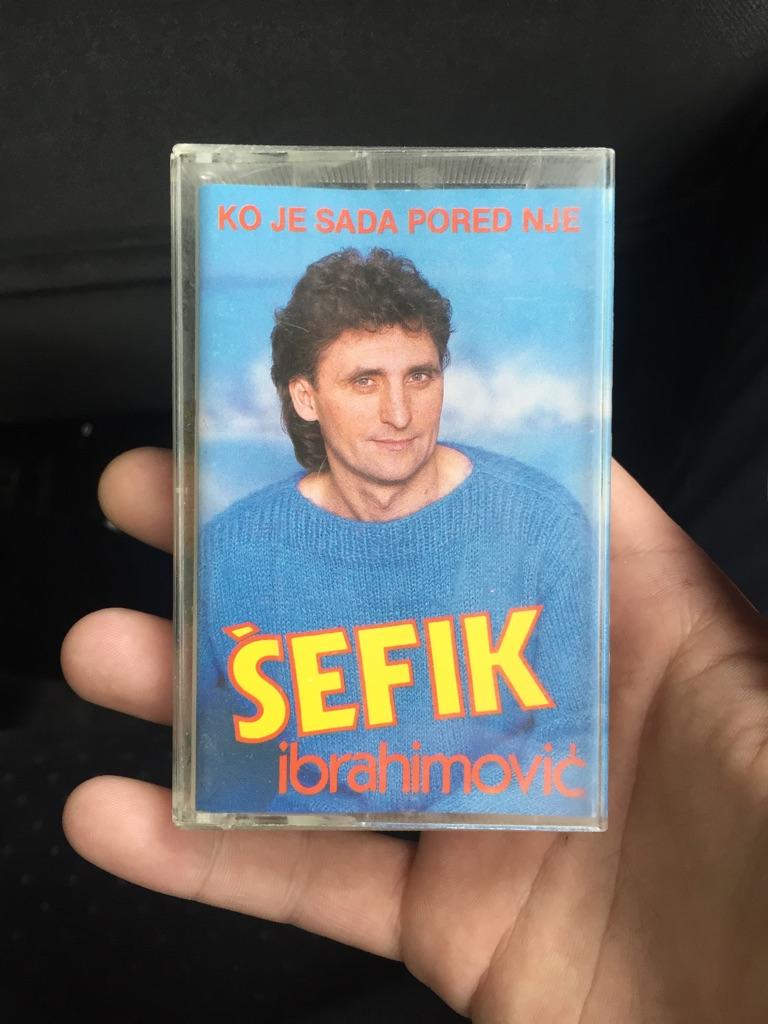 KO JE SADA PORED NJE
ŠEFIK
ibrahimović